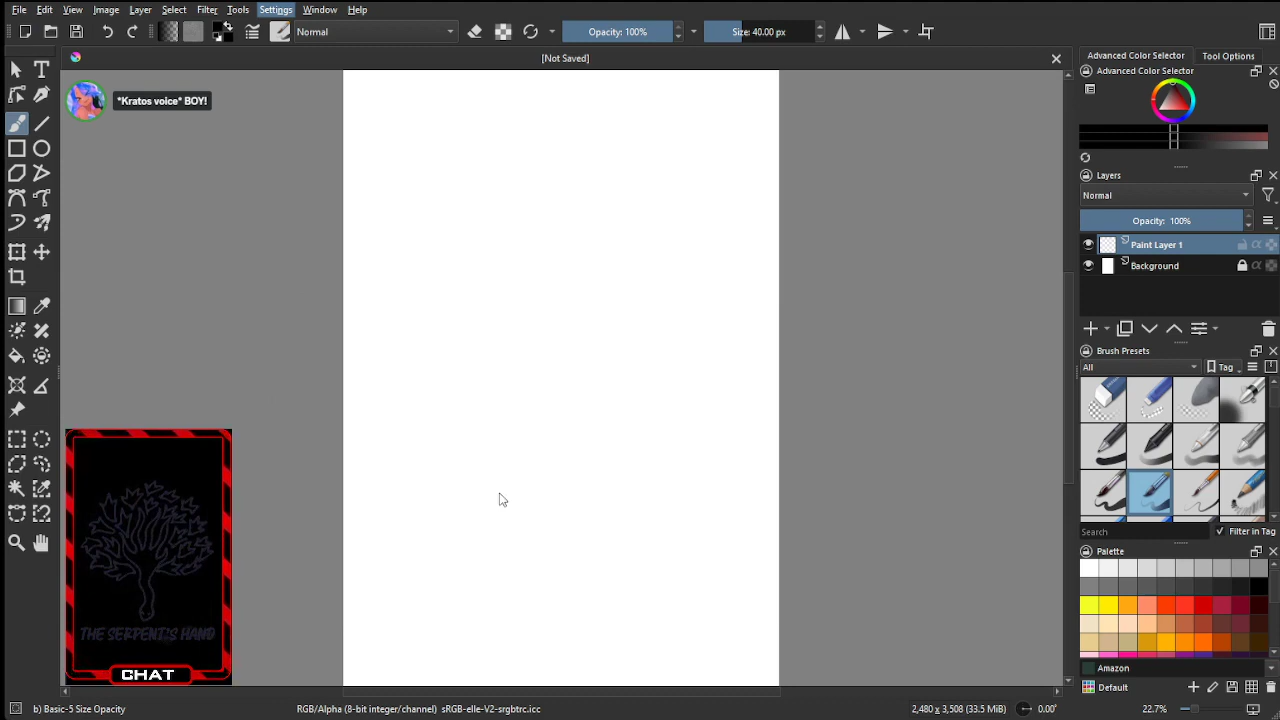 File Edit View Image Layer Filter Tools Settings Window Help
Normal Opacity: 100% Size: 40.00 px
[Not Saved]
*Kratos voice* BOY!
Advanced Color Selector Tool Options
Advanced Color Selector
Layers
Normal
Opacity: 100%
Paint Layer 1
Background
Brush Presets
All Tag
Search Filter in Tag
Palette
Amazon
Default
THE SERPENT'S HAND
CHAT
b) Basic-5 Size Opacity RGB/Alpha (8-bit integer/channel) sRGB-elle-V2-srgbtrc.icc 2,480 x 3,508 (33.5 MiB) 0.00° 22.7%